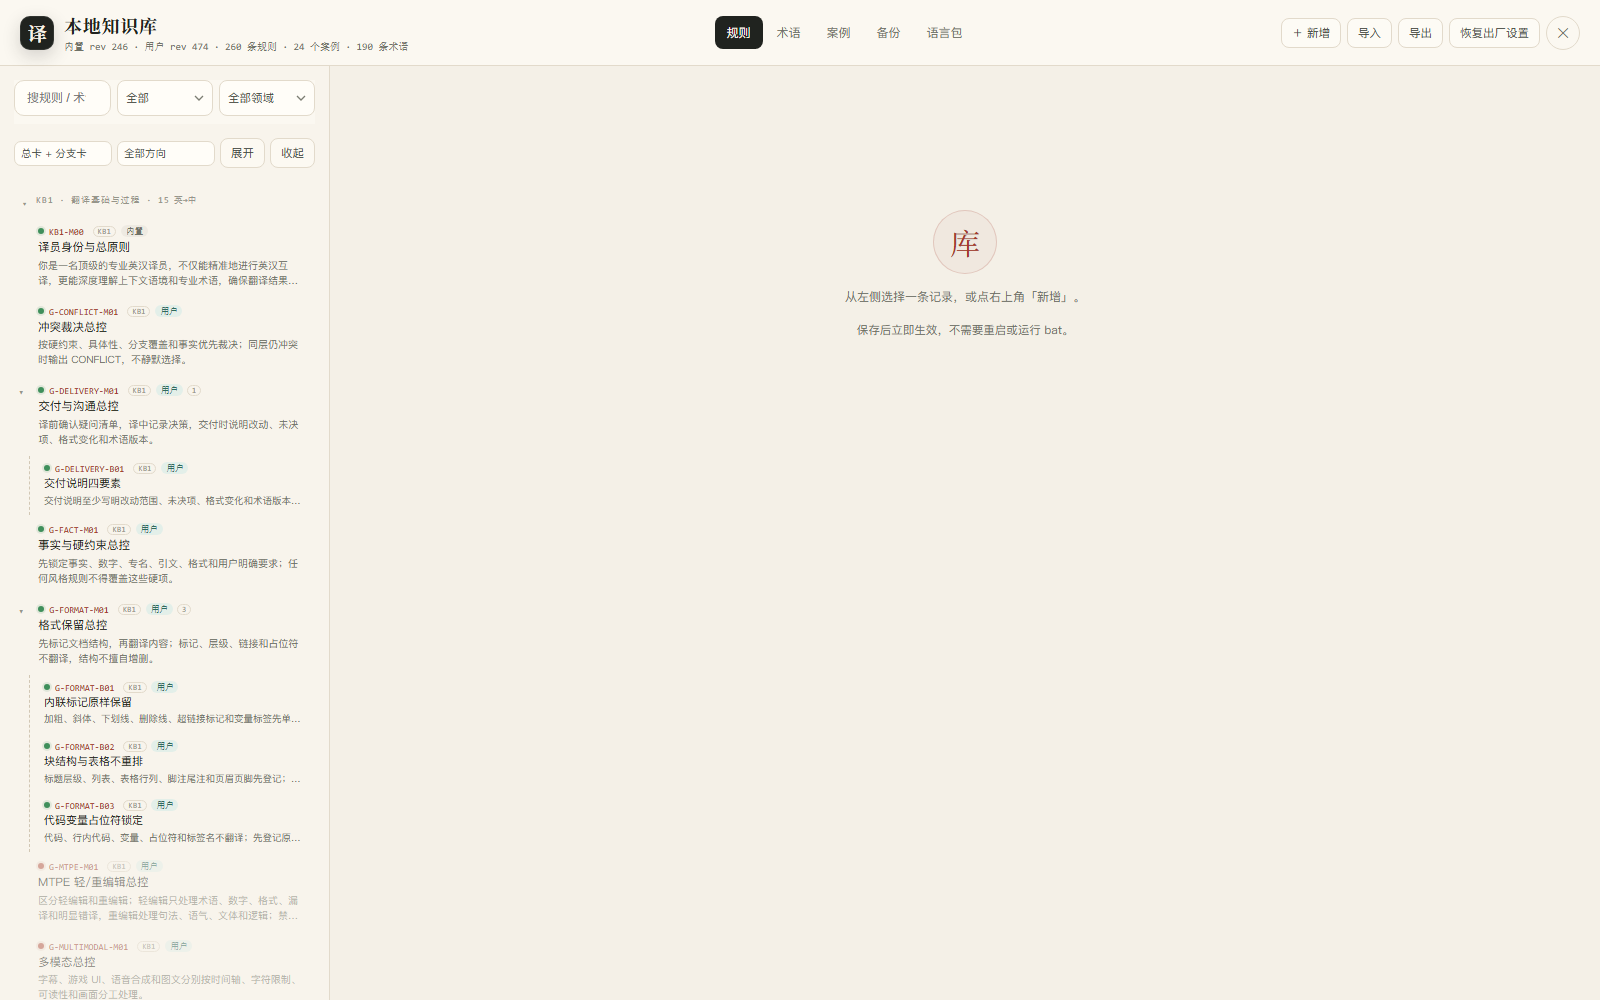 译
本地知识库
内置 rev 246 · 用户 rev 474 · 260 条规则 · 24 个案例 · 190 条术语
规则
术语
案例
备份
语言包
+ 新增
导入
导出
恢复出厂设置
搜规则 / 术
全部
全部领域
总卡 + 分支卡
全部方向
展开
收起
KB1 · 翻译基础与过程 · 15 英→中
KB1-M00 KB1 内置
译员身份与总原则
你是一名顶级的专业英汉译员，不仅能精准地进行英汉互
译，更能深度理解上下文语境和专业术语，确保翻译结果...
G-CONFLICT-M01 KB1 用户
冲突裁决总控
按硬约束、具体性、分支覆盖和事实优先裁决；同层仍冲突
时输出 CONFLICT，不静默选择。
G-DELIVERY-M01 KB1 用户 1
交付与沟通总控
译前确认疑问清单，译中记录决策，交付时说明改动、未决
项、格式变化和术语版本。
G-DELIVERY-B01 KB1 用户
交付说明四要素
交付说明至少写明改动范围、未决项、格式变化和术语版本...
G-FACT-M01 KB1 用户
事实与硬约束总控
先锁定事实、数字、专名、引文、格式和用户明确要求；任
何风格规则不得覆盖这些硬项。
G-FORMAT-M01 KB1 用户 3
格式保留总控
先标记文档结构，再翻译内容；标记、层级、链接和占位符
不翻译，结构不擅自增删。
G-FORMAT-B01 KB1 用户
内联标记原样保留
加粗、斜体、下划线、删除线、超链接标记和变量标签先单...
G-FORMAT-B02 KB1 用户
块结构与表格不重排
标题层级、列表、表格行列、脚注尾注和页眉页脚先登记；...
G-FORMAT-B03 KB1 用户
代码变量占位符锁定
代码、行内代码、变量、占位符和标签名不翻译；先登记原...
G-MTPE-M01 KB1 用户
MTPE 轻/重编辑总控
区分轻编辑和重编辑；轻编辑只处理术语、数字、格式、漏
译和明显错译，重编辑处理句法、语气、文体和逻辑；禁...
G-MULTIMODAL-M01 KB1 用户
多模态总控
字幕、游戏 UI、语音合成和图文分别按时间轴、字符限制、
可读性和画面分工处理。
库
从左侧选择一条记录，或点右上角「新增」。
保存后立即生效，不需要重启或运行 bat。